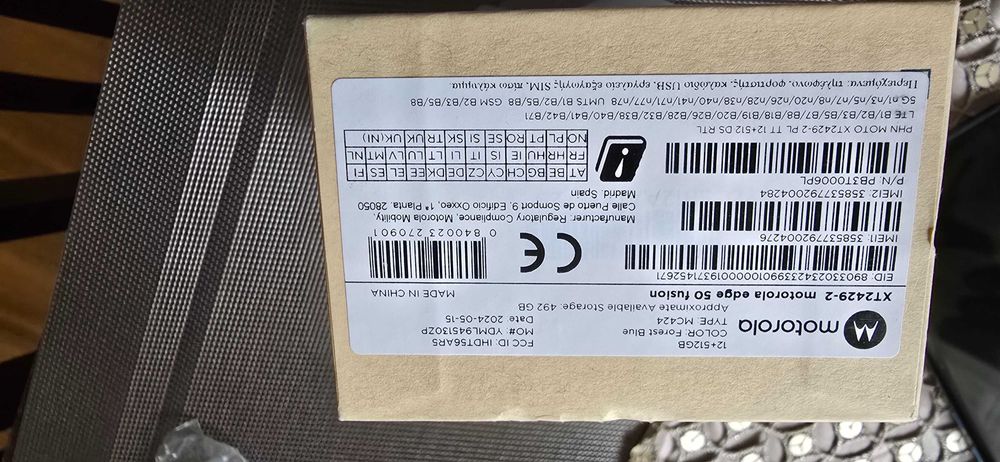 motorola
12+512GB
COLOR: Forest Blue
TYPE: MC424
FCC ID: IHDT56AR5
MO#: YDML945130ZP
Date: 2024-05-15
Approximate Available Storage: 492 GB
XT2429-2 motorola edge 50 fusion
MADE IN CHINA
EID: 89033023423399010000019371452671
IMEI1: 358537792004276
IMEI2: 358537792004284
P/N: PB3T0006PL
0 840023 270901
CE
Manufacturer: Regulatory Compliance, Motorola Mobility,
Calle Puerto de Somport 9, Edificio Oxxeo, 1ª Planta, 28050
Madrid, Spain
AT BE BG CH CY CZ DE DK EE EL ES FI
FR HR HU IE IS IT LI LT LU LV MT NL
NO PL PT RO SE SI SK TR UK UK(NI)
PHN MOTO XT2429-2 PL TT 12+512 DS RTL
LTE B1/B2/B3/B5/B7/B8/B18/B19/B20/B26/B28/B32/B38/B40/B41/B42/B71
5G n1/n3/n5/n7/n8/n20/n26/n28/n38/n40/n41/n71/n77/n78 UMTS B1/B2/B5/B8 GSM B2/B3/B5/B8
Περιεχόμενα: τηλέφωνο, φορτιστής, καλώδιο USB, εργαλείο εξαγωγής SIM, πίσω κάλυμμα